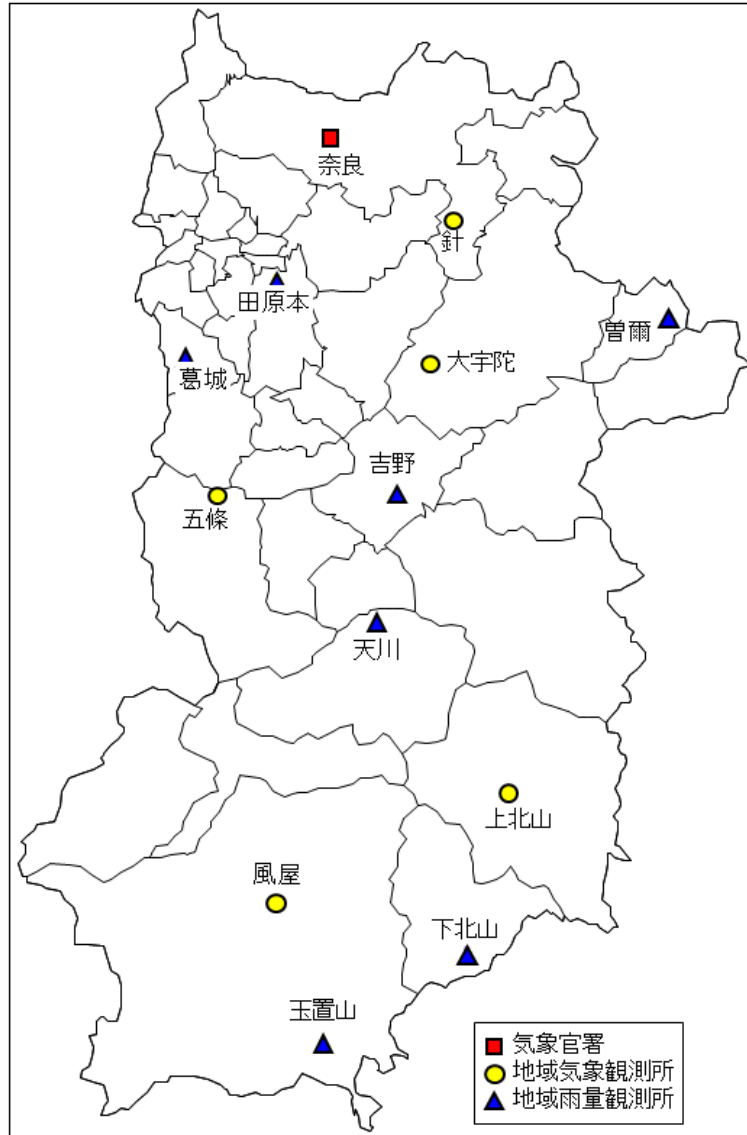 奈良
針
田原本
曽爾
大宇陀
葛城
吉野
五條
天川
上北山
風屋
下北山
玉置山
気象官署
地域気象観測所
地域雨量観測所